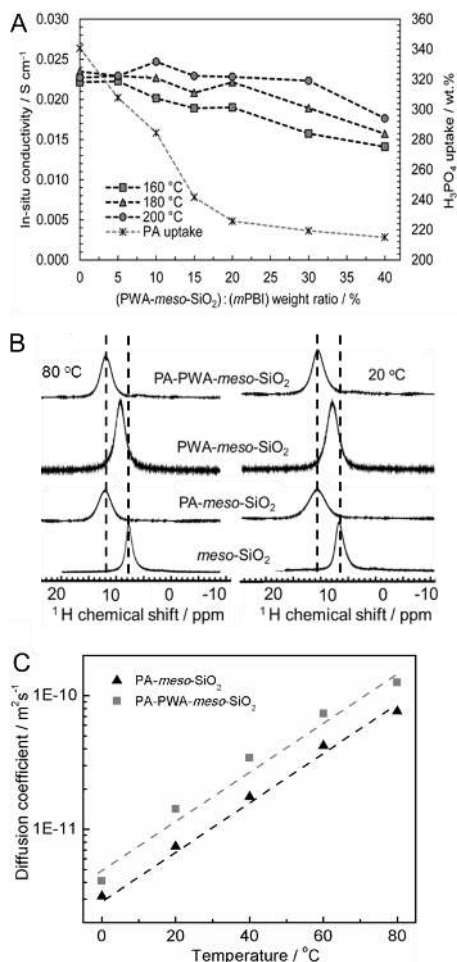 A
In-situ conductivity / S cm⁻¹
0.030
0.025
0.020
0.015
0.010
0.005
0.000
360
340
320
300
280
260
240
220
200
H₃PO₄ uptake / wt.%
160 °C
180 °C
200 °C
PA uptake
0 5 10 15 20 25 30 35 40
(PWA-meso-SiO₂):(mPBI) weight ratio / %
B
80 °C
20 °C
PA-PWA-meso-SiO₂
PWA-meso-SiO₂
PA-meso-SiO₂
meso-SiO₂
20 10 0 -10
20 10 0 -10
¹H chemical shift / ppm
¹H chemical shift / ppm
C
Diffusion coefficient / m²s⁻¹
PA-meso-SiO₂
PA-PWA-meso-SiO₂
1E-10
1E-11
0 20 40 60 80
Temperature / °C